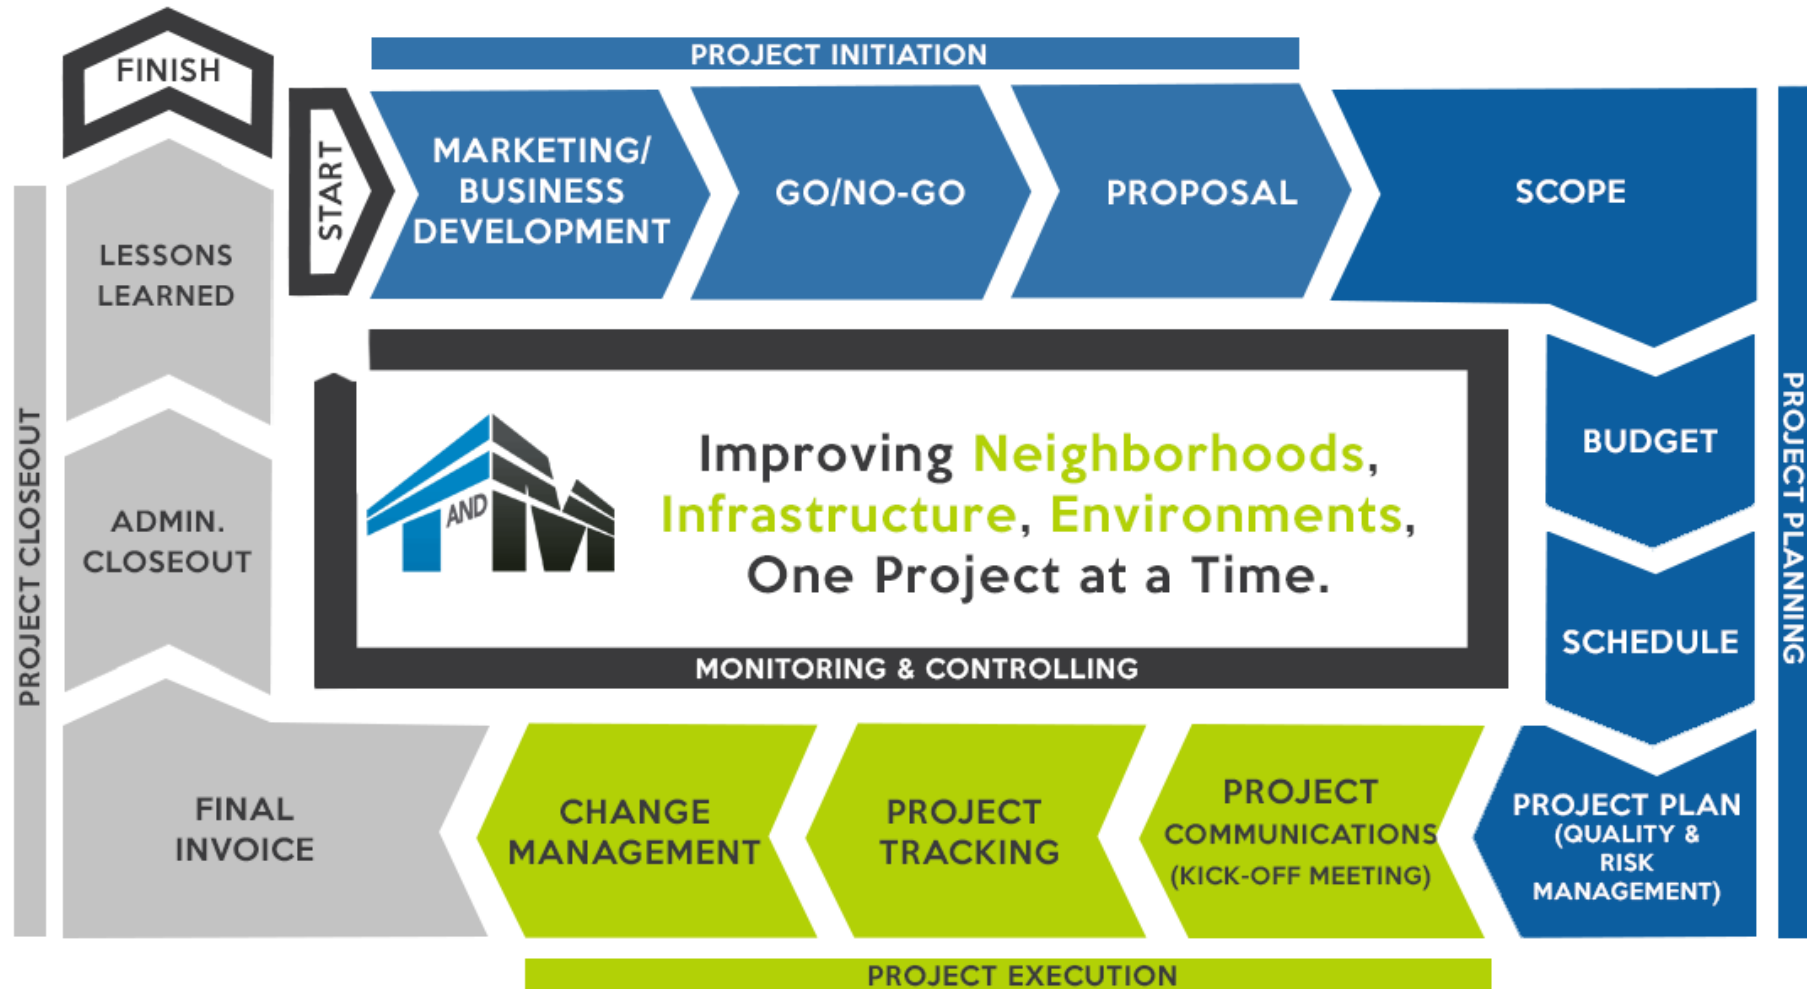 FINISH
START
PROJECT INITIATION
MARKETING/
BUSINESS
DEVELOPMENT
GO/NO-GO
PROPOSAL
SCOPE
PROJECT PLANNING
BUDGET
SCHEDULE
PROJECT PLAN
(QUALITY &
RISK
MANAGEMENT)
PROJECT
COMMUNICATIONS
(KICK-OFF MEETING)
PROJECT
TRACKING
CHANGE
MANAGEMENT
PROJECT EXECUTION
FINAL
INVOICE
ADMIN.
CLOSEOUT
LESSONS
LEARNED
PROJECT CLOSEOUT
T AND M
Improving Neighborhoods,
Infrastructure, Environments,
One Project at a Time.
MONITORING & CONTROLLING